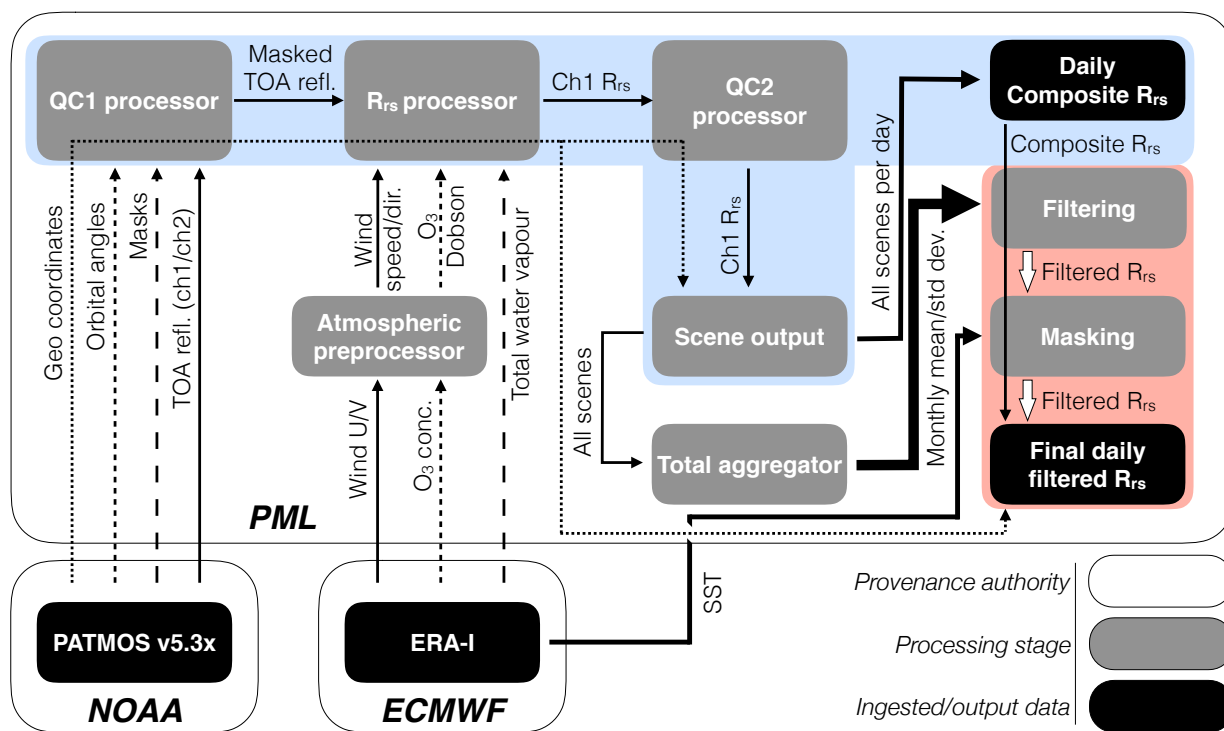 QC1 processor
Masked
TOA refl.
Rrs processor
Ch1 Rrs
QC2
processor
Daily
Composite Rrs
Composite Rrs
All scenes per day
Filtering
Filtered Rrs
Masking
Filtered Rrs
Final daily
filtered Rrs
Geo coordinates
Orbital angles
Masks
TOA refl. (ch1/ch2)
Wind
speed/dir.
O₃
Dobson
Total water vapour
Ch1 Rrs
Atmospheric
preprocessor
Scene output
All scenes
Total aggregator
Monthly mean/std dev.
Wind U/V
O₃ conc.
PML
SST
PATMOS v5.3x
NOAA
ERA-I
ECMWF
Provenance authority
Processing stage
Ingested/output data